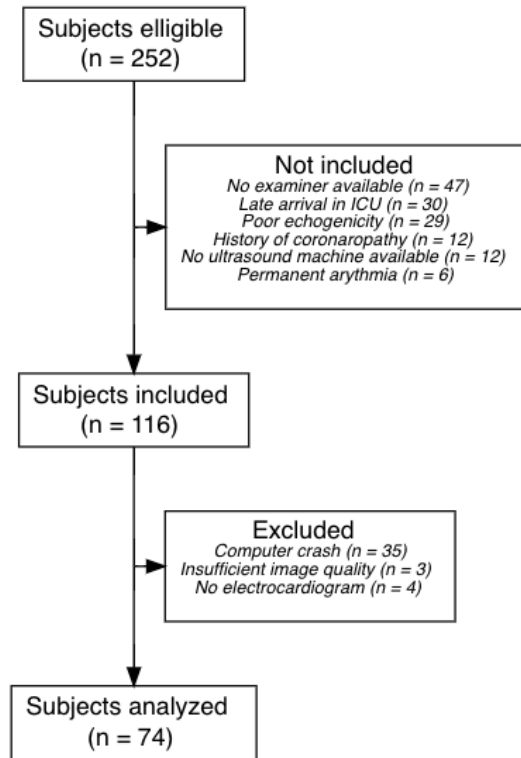 Subjects elligible
(n = 252)
Not included
No examiner available (n = 47)
Late arrival in ICU (n = 30)
Poor echogenicity (n = 29)
History of coronaropathy (n = 12)
No ultrasound machine available (n = 12)
Permanent arythmia (n = 6)
Subjects included
(n = 116)
Excluded
Computer crash (n = 35)
Insufficient image quality (n = 3)
No electrocardiogram (n = 4)
Subjects analyzed
(n = 74)